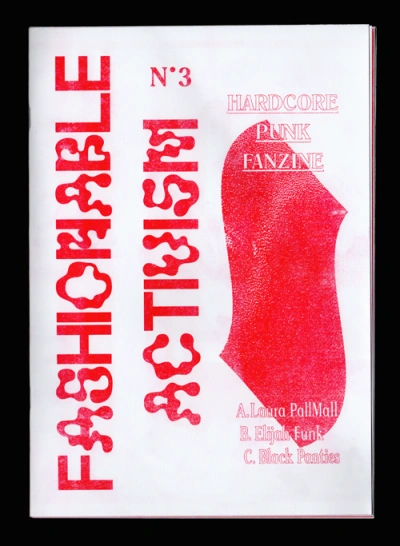 FASHIONABLE
ACTIVISM
N°3
HARDCORE
PUNK
FANZINE
A. Laura PallMall
B. Elijah Funk
C. Black Panties